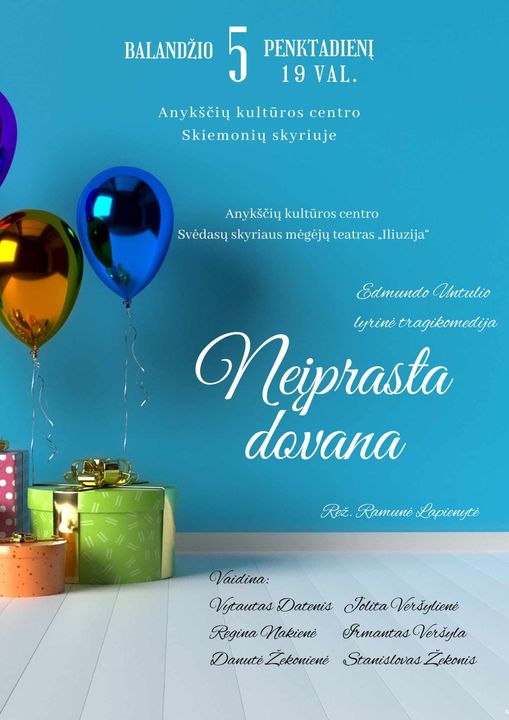 BALANDŽIO 5 PENKTADIENĮ
19 VAL.
Anykščių kultūros centro
Skiemonių skyriuje
Anykščių kultūros centro
Svėdasų skyriaus mėgėjų teatras „Iliuzija“
Edmundo Untulio
lyrinė tragikomedija
Neiprasta
dovana
Rež. Ramunė Lapienytė
Vaidina:
Vytautas Datenis Jolita Veršylienė
Regina Nakienė Irmantas Veršyla
Danutė Žekonienė Stanislovas Žekonis